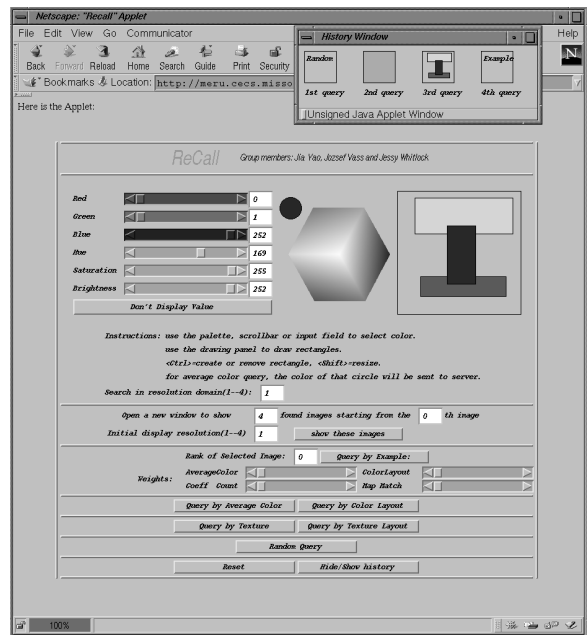 Netscape: "Recall" Applet
File Edit View Go Communicator
Help
History Window
Back Forward Reload Home Search Guide Print Security
N
Random
Example
1st query 2nd query 3rd query 4th query
Unsigned Java Applet Window
Bookmarks Location: http://meru.cecs.misso
Here is the Applet:
ReCall Group members: Jia Yao, Jozsef Vass and Jessy Whitlock
Red 0
Green 1
Blue 252
Hue 169
Saturation 255
Brightness 252
Don't Display Value
Instructions: use the palette, scrollbar or input field to select color.
use the drawing panel to draw rectangles.
<Ctrl>=create or remove rectangle, <Shift>=resize.
for average color query, the color of that circle will be sent to server.
Search in resolution domain(1--4): 1
Open a new window to show 4 found images starting from the 0 th image
Initial display resolution(1--4) 1 show these images
Rank of Selected Image: 0 Query by Example:
Weights: AverageColor ColorLayout
Coeff Count Map Match
Query by Average Color Query by Color Layout
Query by Texture Query by Texture Layout
Random Query
Reset Hide/Show history
100%